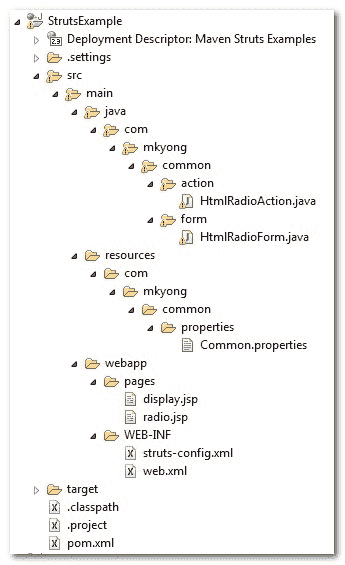 StrutsExample
Deployment Descriptor: Maven Struts Examples
.settings
src
main
java
com
mkyong
common
action
HtmlRadioAction.java
form
HtmlRadioForm.java
resources
com
mkyong
common
properties
Common.properties
webapp
pages
display.jsp
radio.jsp
WEB-INF
struts-config.xml
web.xml
target
.classpath
.project
pom.xml